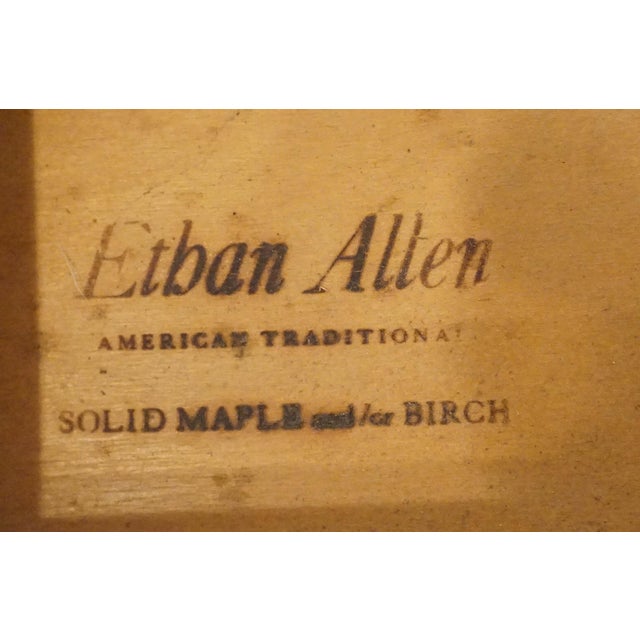 Ethan Allen
AMERICAN TRADITIONAL
SOLID MAPLE and/or BIRCH